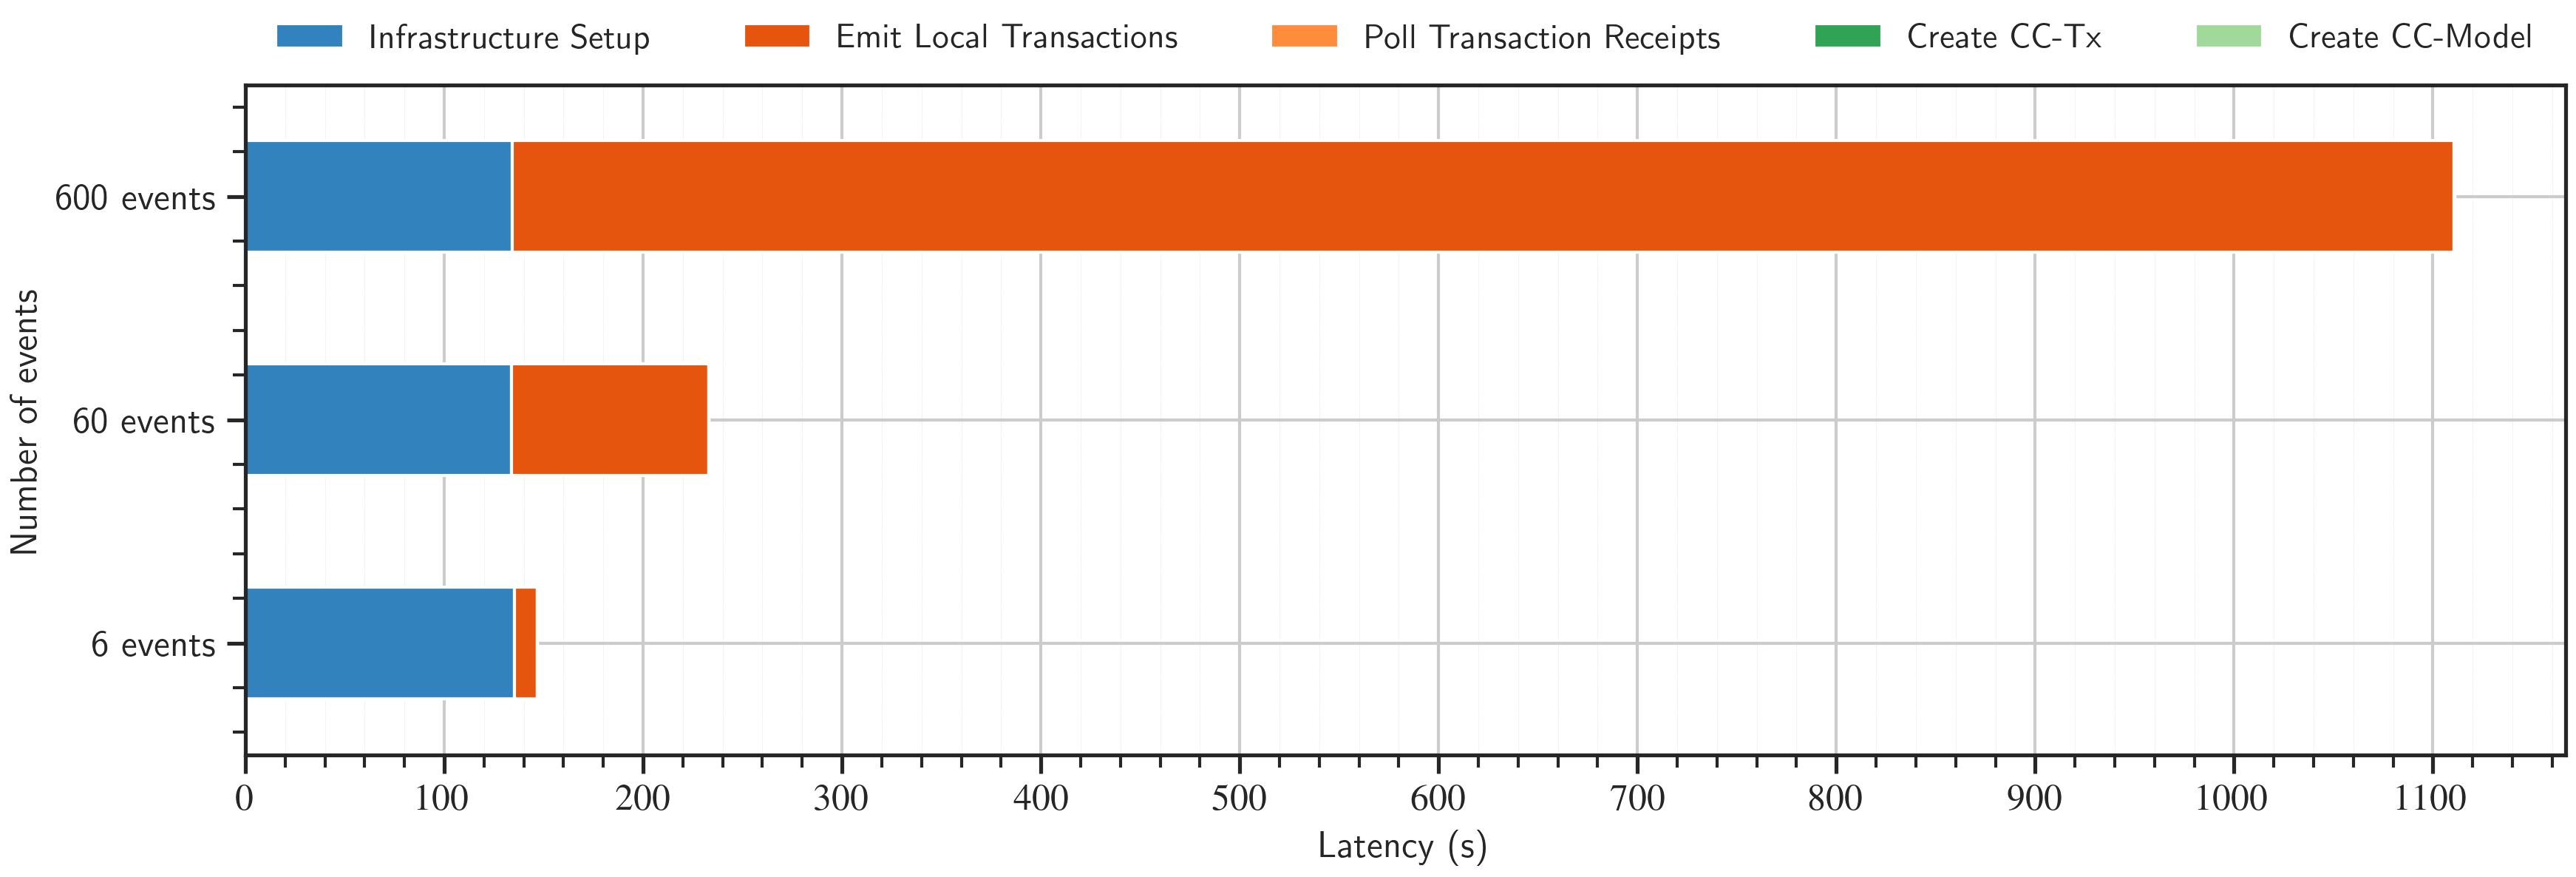 Infrastructure Setup Emit Local Transactions Poll Transaction Receipts Create CC-Tx Create CC-Model
Number of events
600 events
60 events
6 events
0 100 200 300 400 500 600 700 800 900 1000 1100
Latency (s)